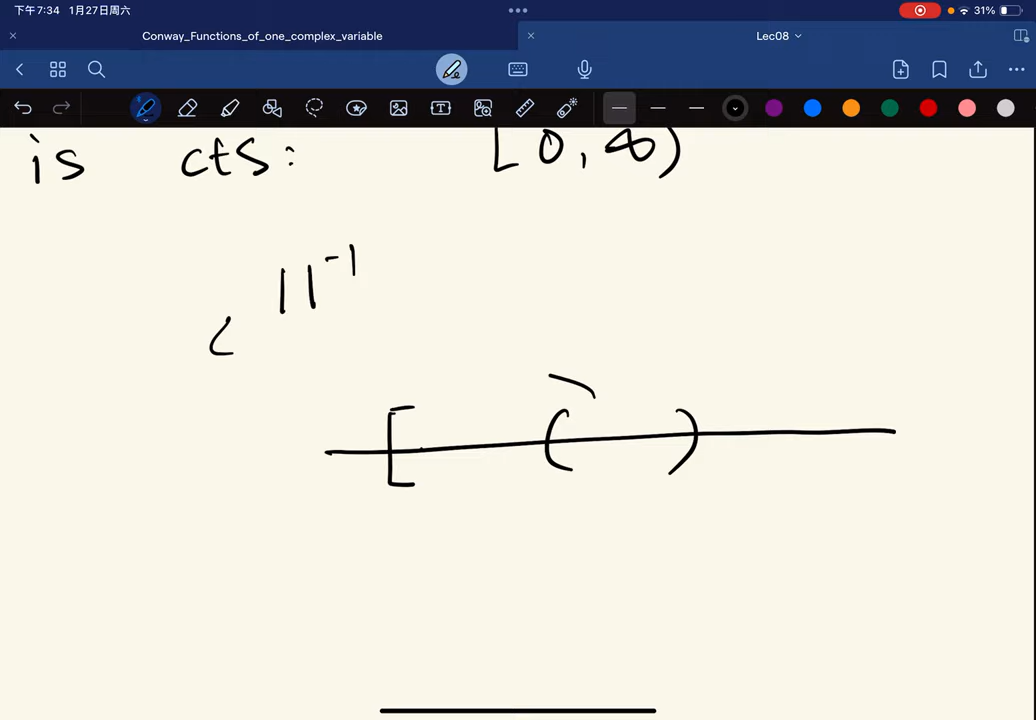 下午7:34 1月27日周六
31%
Conway_Functions_of_one_complex_variable
Lec08
is cts: [0, ∞)
||⁻¹